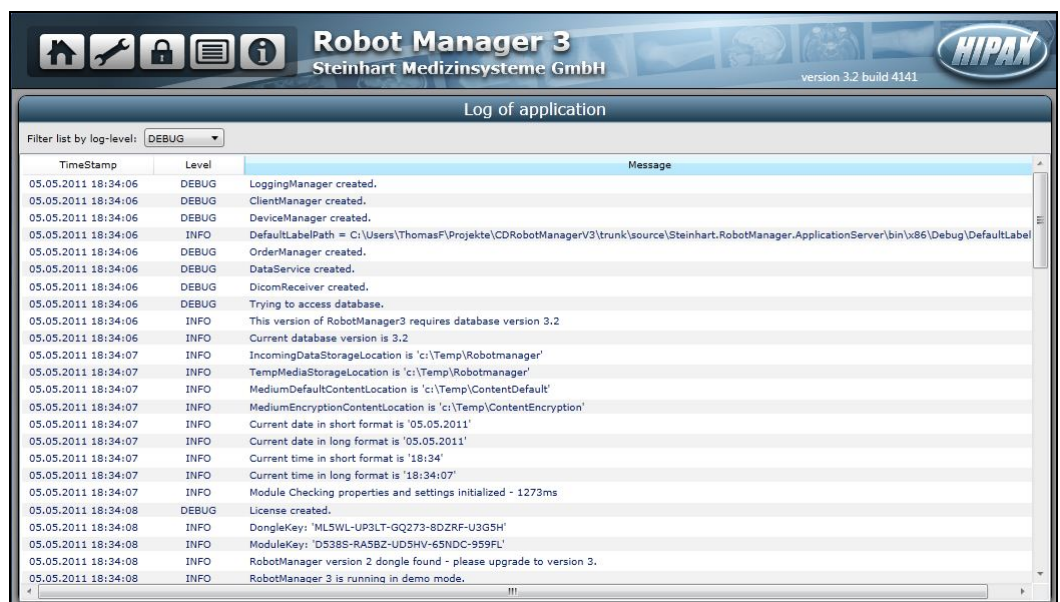 Robot Manager 3
Steinhart Medizinsysteme GmbH
version 3.2 build 4141
HIPAX
Log of application
Filter list by log-level: DEBUG
TimeStamp Level Message
05.05.2011 18:34:06 DEBUG LoggingManager created.
05.05.2011 18:34:06 DEBUG ClientManager created.
05.05.2011 18:34:06 DEBUG DeviceManager created.
05.05.2011 18:34:06 INFO DefaultLabelPath = C:\Users\ThomasF\Projekte\CDRobotManagerV3\trunk\source\Steinhart.RobotManager.ApplicationServer\bin\x86\Debug\DefaultLabel
05.05.2011 18:34:06 DEBUG OrderManager created.
05.05.2011 18:34:06 DEBUG DataService created.
05.05.2011 18:34:06 DEBUG DicomReceiver created.
05.05.2011 18:34:06 DEBUG Trying to access database.
05.05.2011 18:34:06 INFO This version of RobotManager3 requires database version 3.2
05.05.2011 18:34:06 INFO Current database version is 3.2
05.05.2011 18:34:07 INFO IncomingDataStorageLocation is 'c:\Temp\Robotmanager'
05.05.2011 18:34:07 INFO TempMediaStorageLocation is 'c:\Temp\Robotmanager'
05.05.2011 18:34:07 INFO MediumDefaultContentLocation is 'c:\Temp\ContentDefault'
05.05.2011 18:34:07 INFO MediumEncryptionContentLocation is 'c:\Temp\ContentEncryption'
05.05.2011 18:34:07 INFO Current date in short format is '05.05.2011'
05.05.2011 18:34:07 INFO Current date in long format is '05.05.2011'
05.05.2011 18:34:07 INFO Current time in short format is '18:34'
05.05.2011 18:34:07 INFO Current time in long format is '18:34:07'
05.05.2011 18:34:07 INFO Module Checking properties and settings initialized - 1273ms
05.05.2011 18:34:08 DEBUG License created.
05.05.2011 18:34:08 INFO DongleKey: 'ML5WL-UP3LT-GQ273-8DZRF-U3G5H'
05.05.2011 18:34:08 INFO ModuleKey: 'D538S-RA5BZ-UD5HV-65NDC-959FL'
05.05.2011 18:34:08 INFO RobotManager version 2 dongle found - please upgrade to version 3.
05.05.2011 18:34:08 INFO RobotManager 3 is running in demo mode.